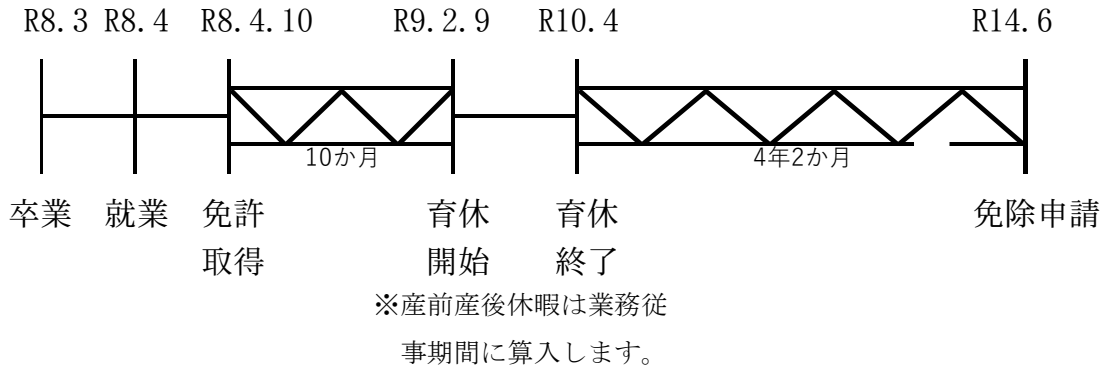 R8.3 R8.4 R8.4.10 R9.2.9 R10.4 R14.6
10か月 4年2か月
卒業 就業 免許 育休 育休 免除申請
取得 開始 終了
※産前産後休暇は業務従
事期間に算入します。